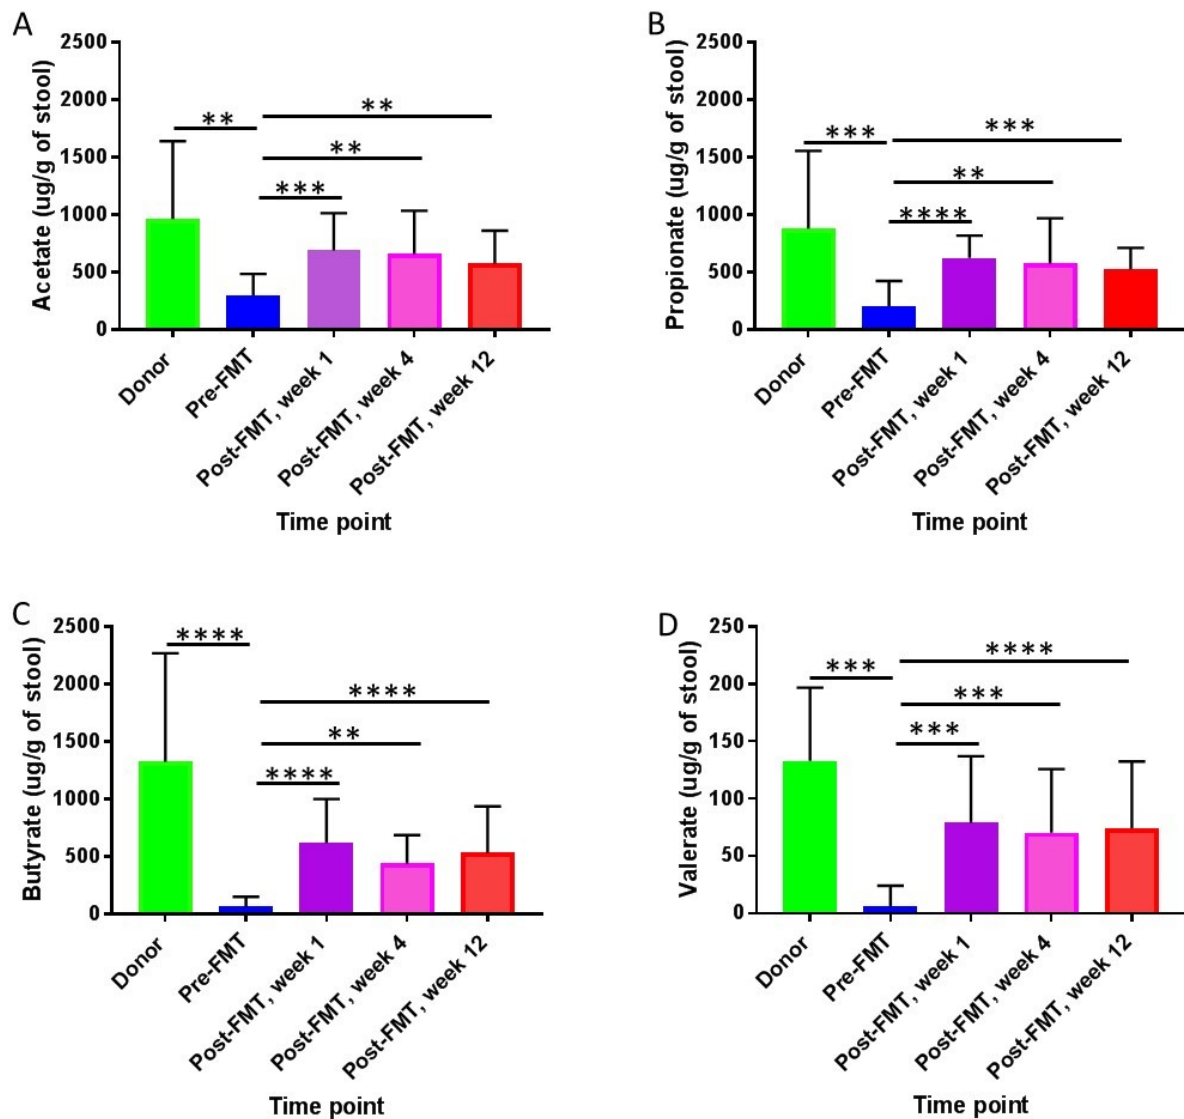 A
Acetate (ug/g of stool)
2500
2000
1500
1000
500
0
**
**
**
***
Donor
Pre-FMT
Post-FMT, week 1
Post-FMT, week 4
Post-FMT, week 12
Time point
B
Propionate (ug/g of stool)
2500
2000
1500
1000
500
0
***
***
**
****
Donor
Pre-FMT
Post-FMT, week 1
Post-FMT, week 4
Post-FMT, week 12
Time point
C
Butyrate (ug/g of stool)
2500
2000
1500
1000
500
0
****
****
**
****
Donor
Pre-FMT
Post-FMT, week 1
Post-FMT, week 4
Post-FMT, week 12
Time point
D
Valerate (ug/g of stool)
250
200
150
100
50
0
***
****
***
***
Donor
Pre-FMT
Post-FMT, week 1
Post-FMT, week 4
Post-FMT, week 12
Time point